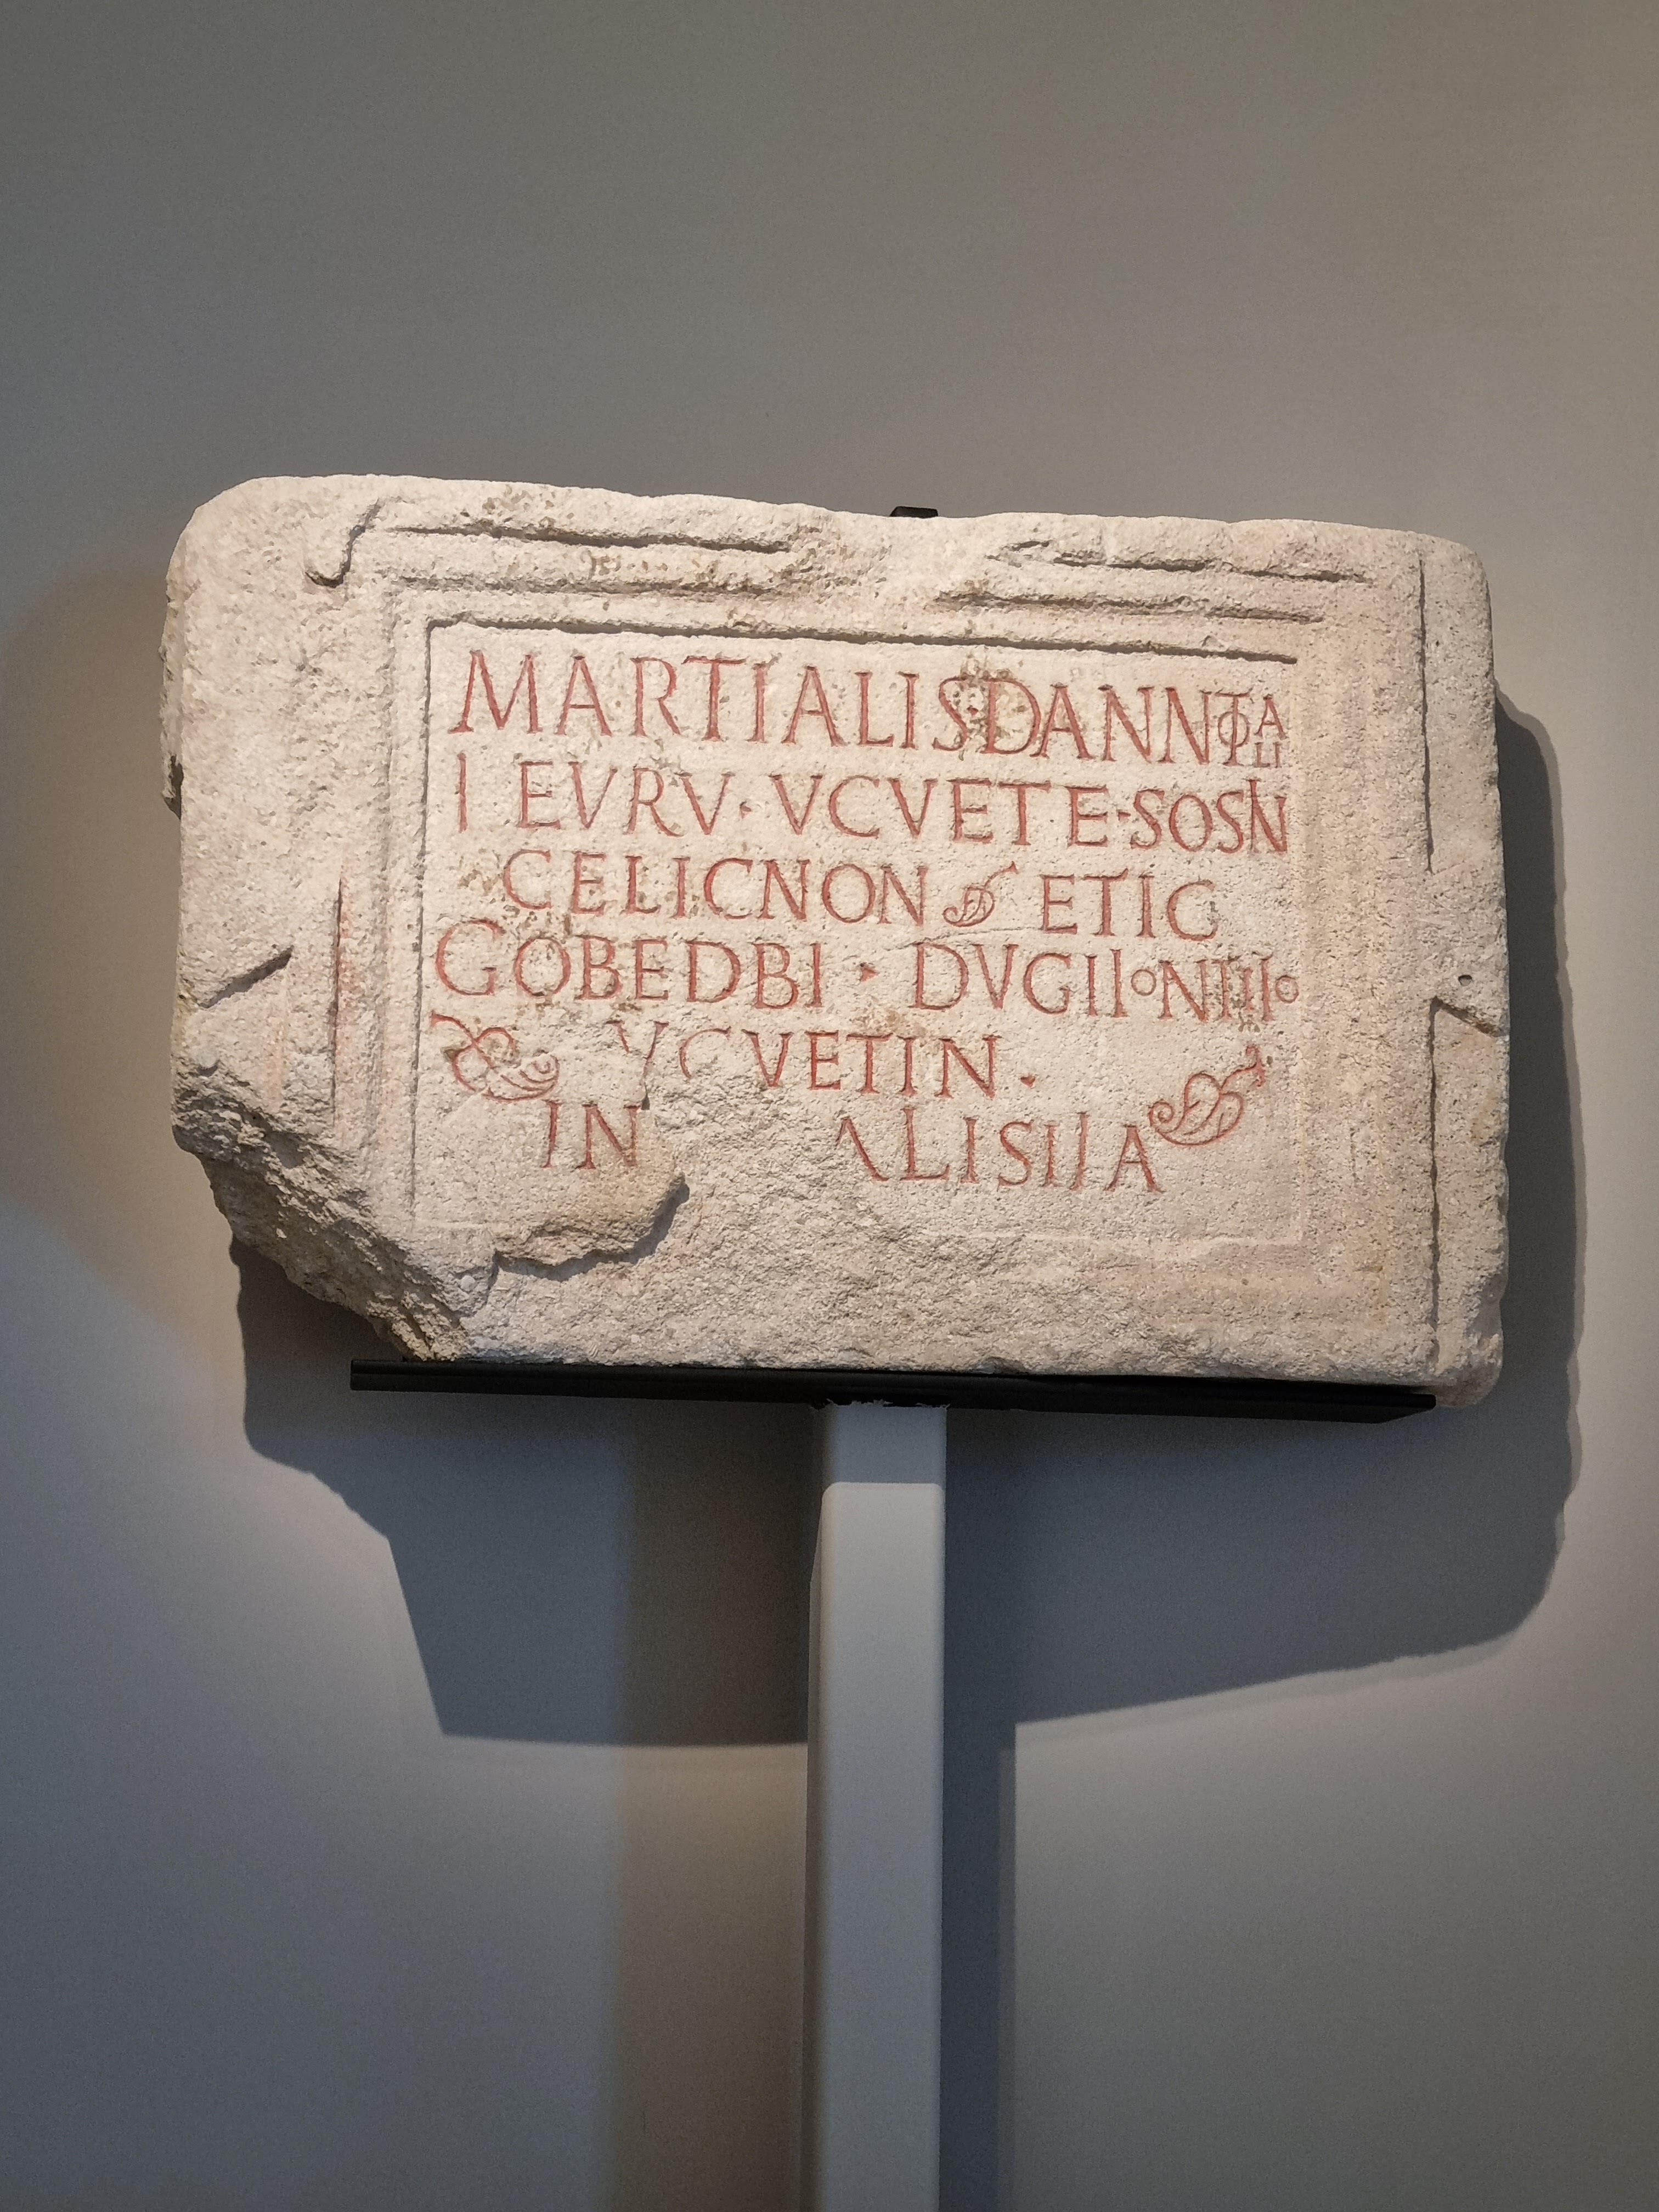 MARTIALIS·DANNOTALI
IEVRV·VCVETE·SOSIN
CELICNON ETIC
GOBEDBI·DVGIIONTIIO
VCVETIN·
IN ALISIIA